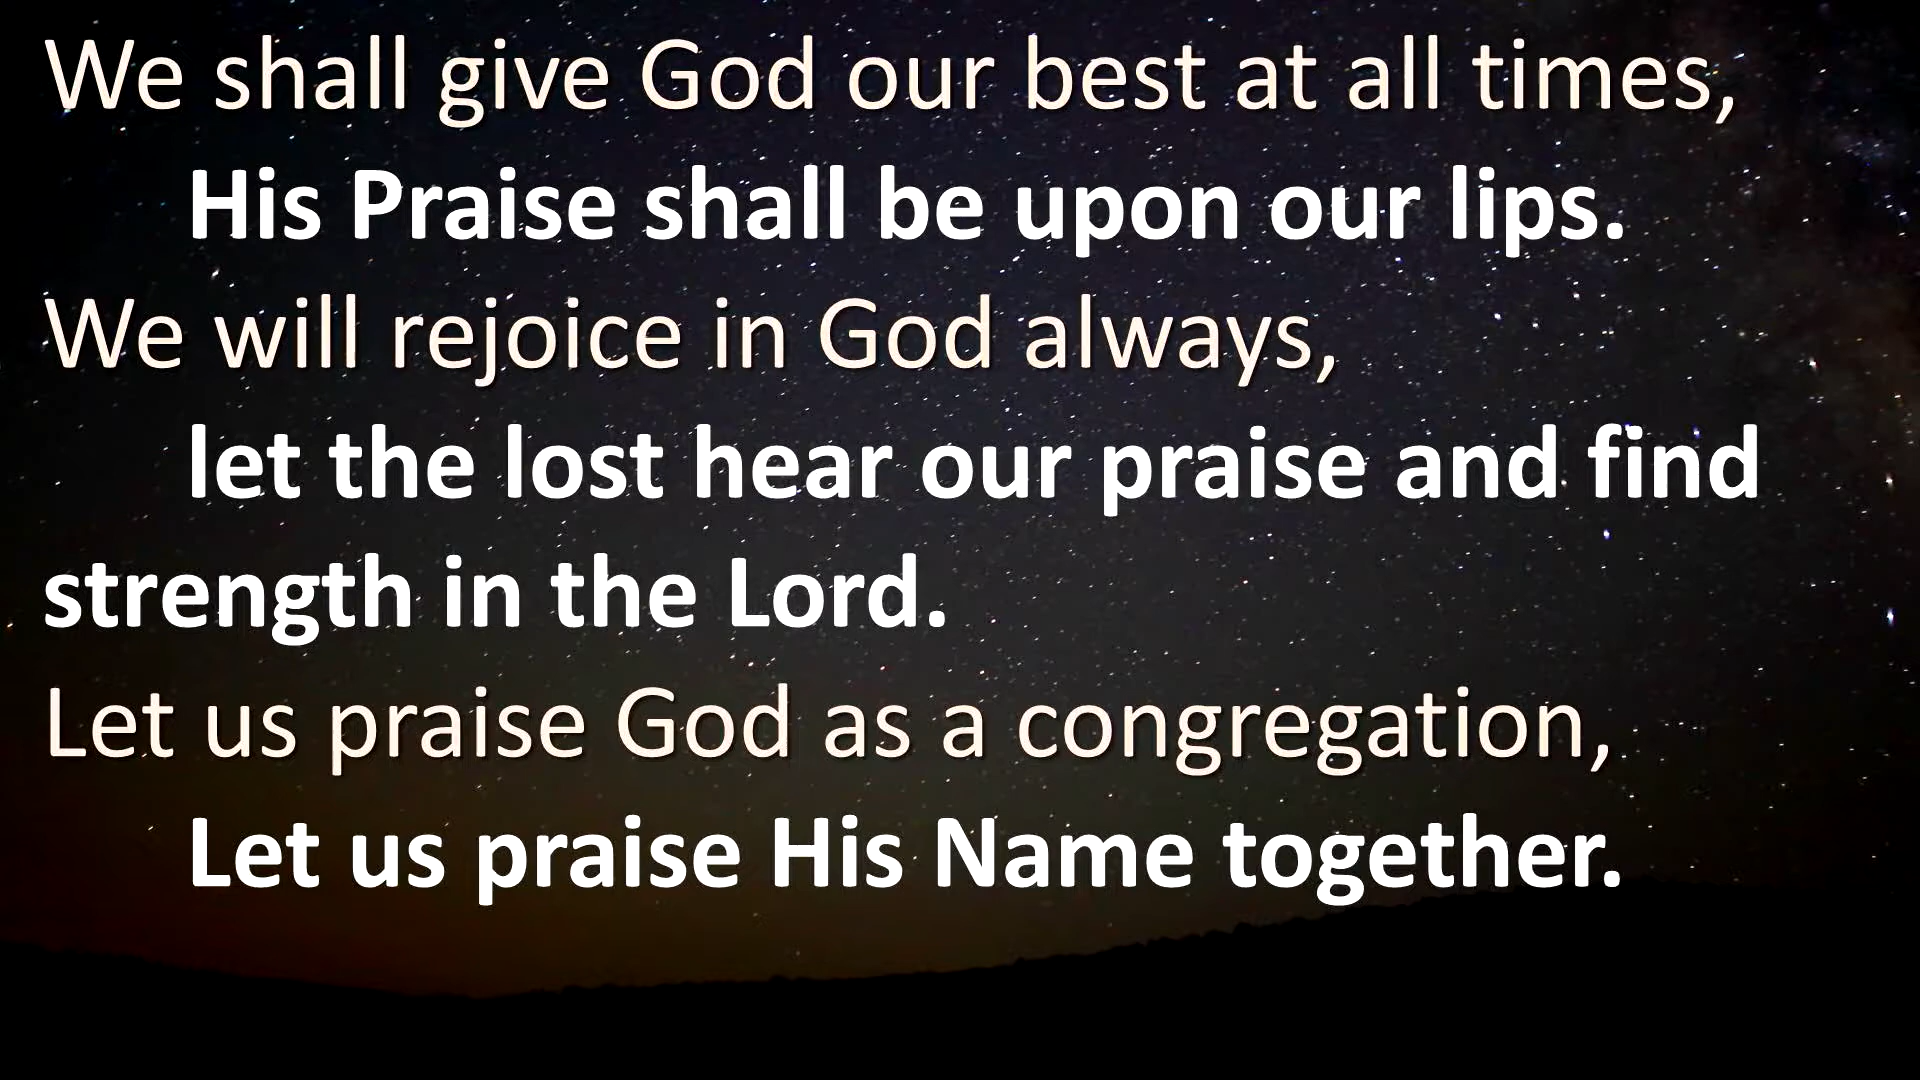 We shall give God our best at all times,
His Praise shall be upon our lips.
We will rejoice in God always,
let the lost hear our praise and find
strength in the Lord.
Let us praise God as a congregation,
Let us praise His Name together.